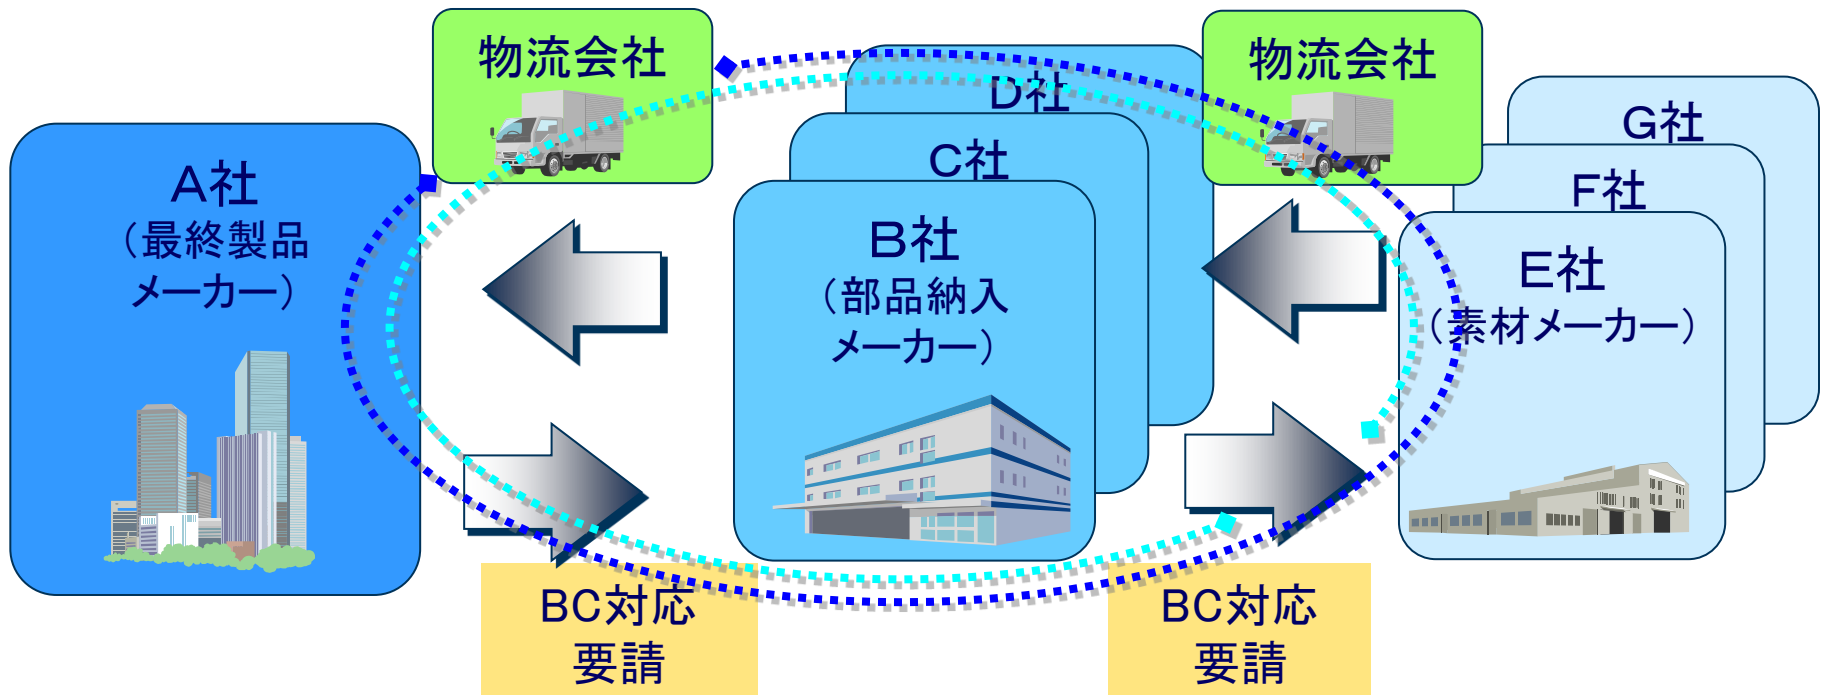 物流会社
物流会社
D社
C社
G社
F社
A社
（最終製品
メーカー）
B社
（部品納入
メーカー）
E社
（素材メーカー）
BC対応
要請
BC対応
要請